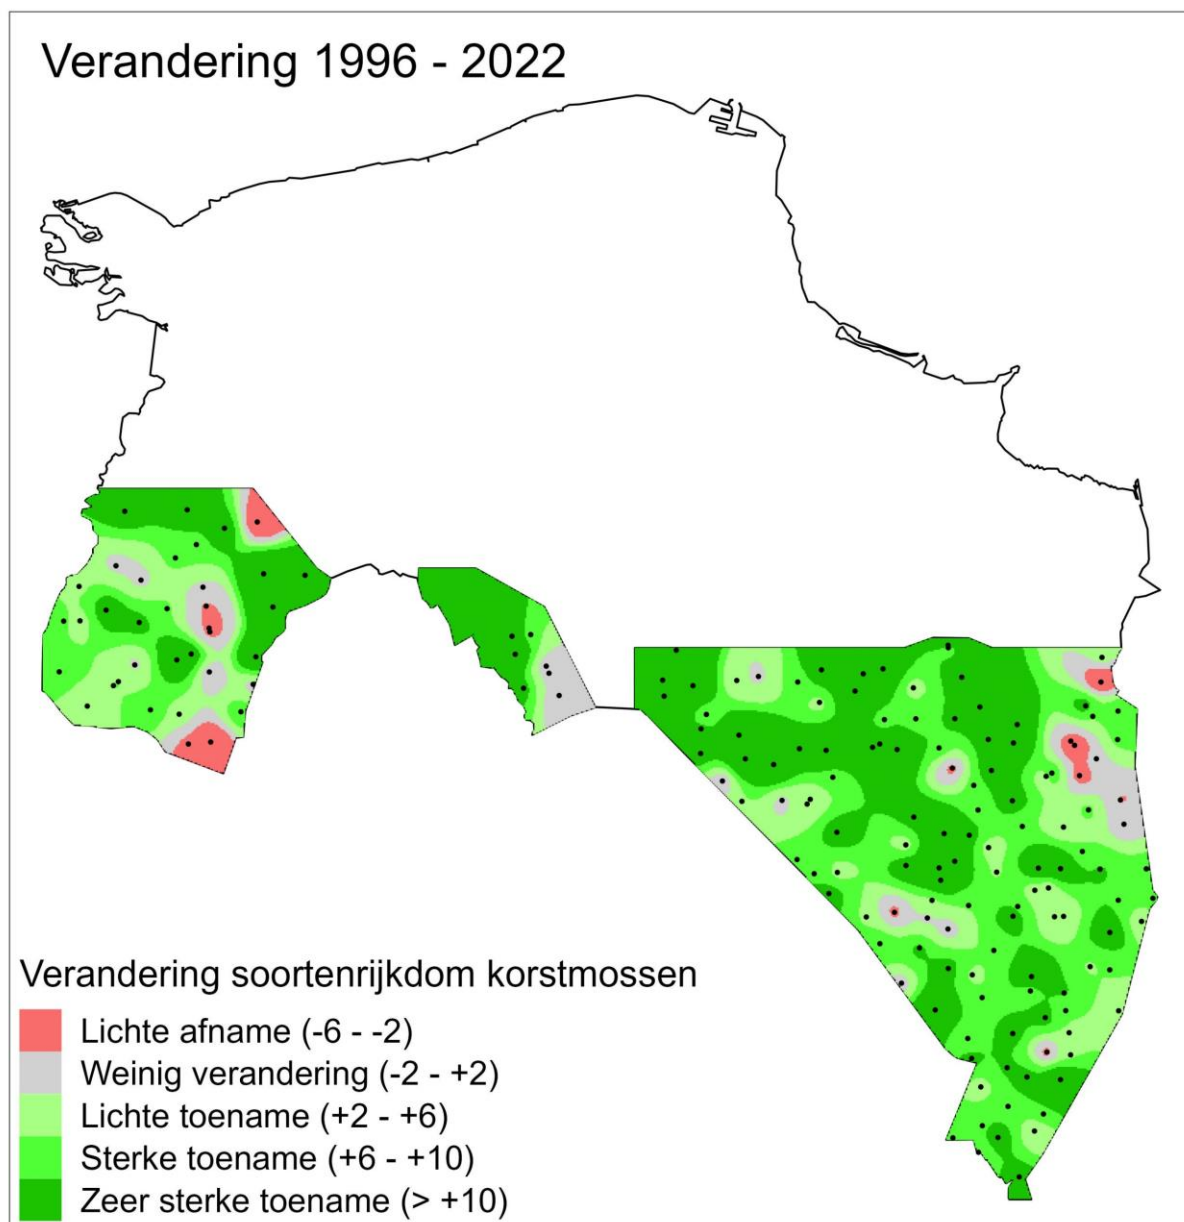 Verandering 1996 - 2022
Verandering soortenrijkdom korstmossen
Lichte afname (-6 - -2)
Weinig verandering (-2 - +2)
Lichte toename (+2 - +6)
Sterke toename (+6 - +10)
Zeer sterke toename (> +10)